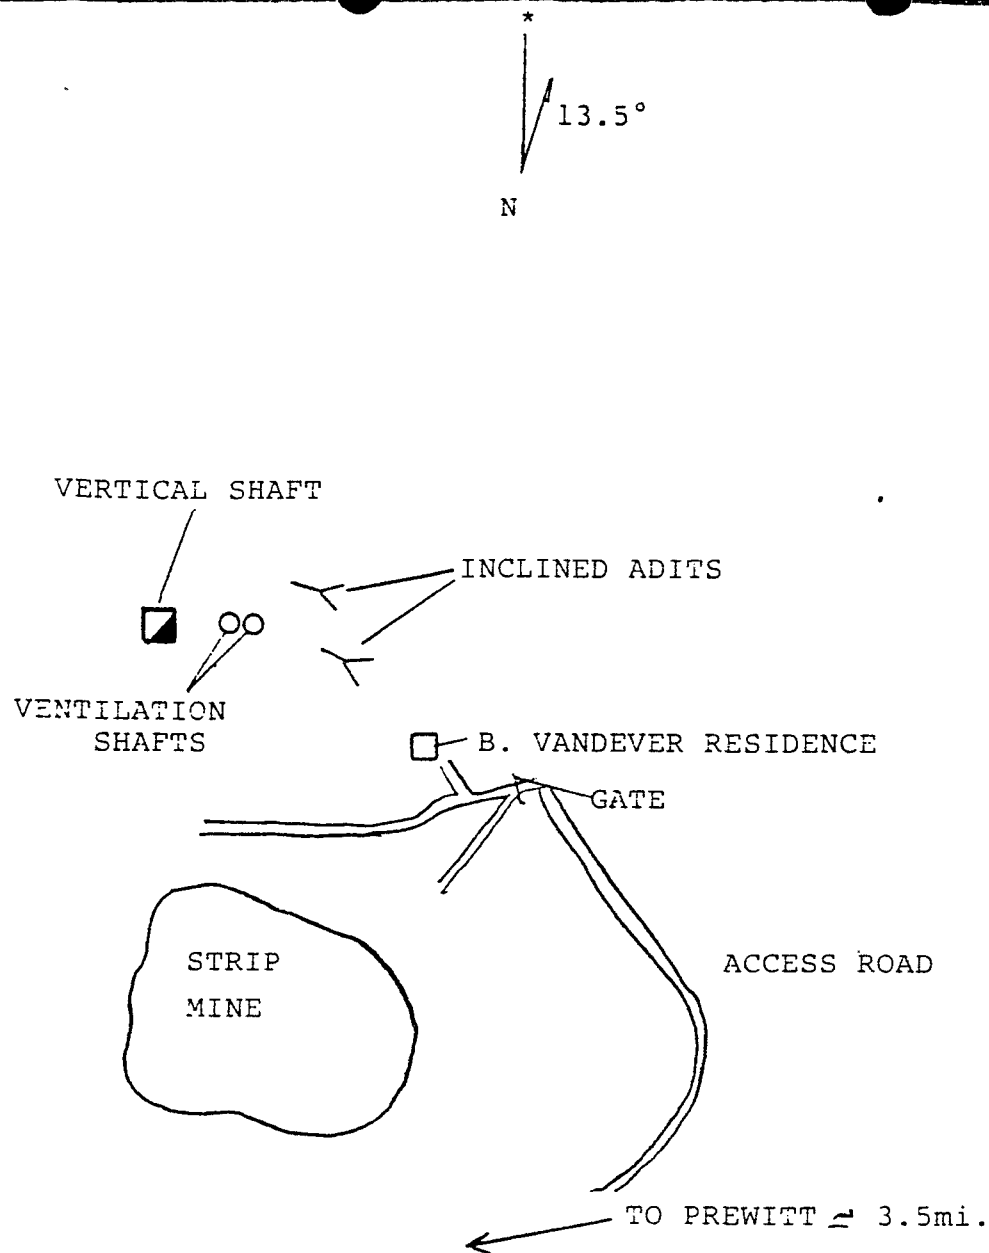 *
13.5°
N
VERTICAL SHAFT
INCLINED ADITS
VENTILATION
SHAFTS
B. VANDEVER RESIDENCE
GATE
STRIP
MINE
ACCESS ROAD
TO PREWITT ≃ 3.5mi.